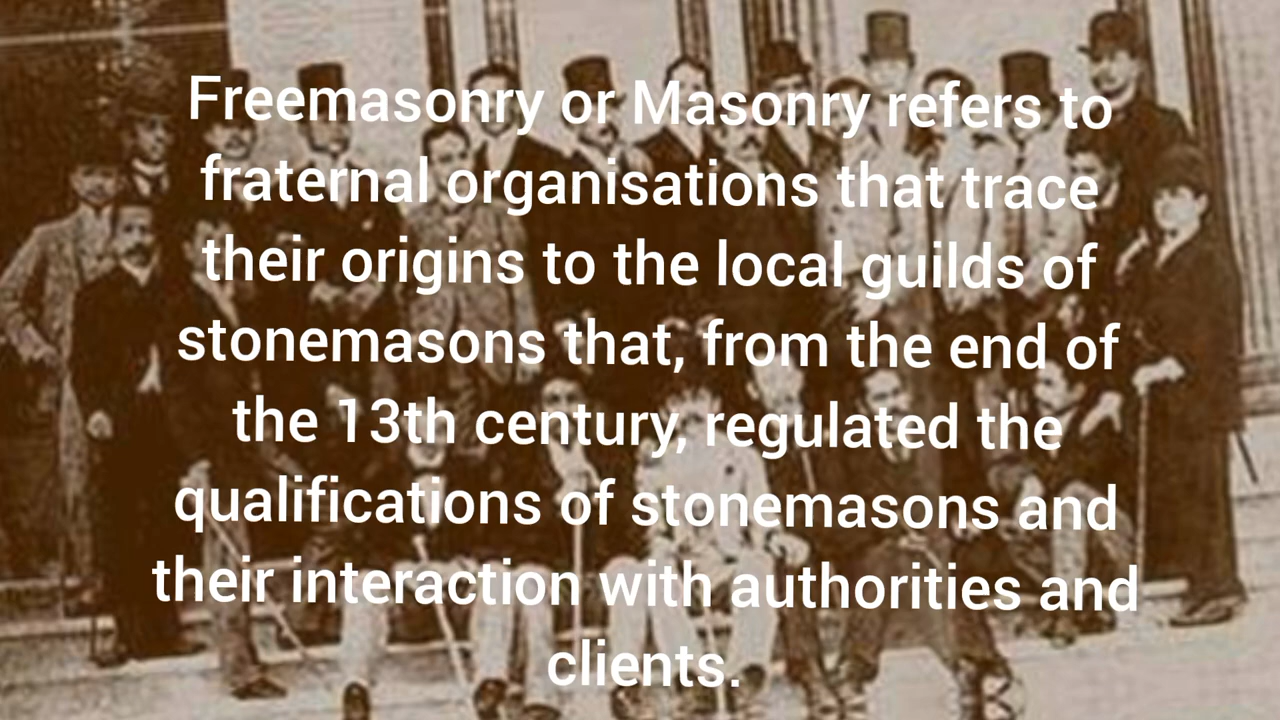 Freemasonry or Masonry refers to
fraternal organisations that trace
their origins to the local guilds of
stonemasons that, from the end of
the 13th century, regulated the
qualifications of stonemasons and
their interaction with authorities and
clients.